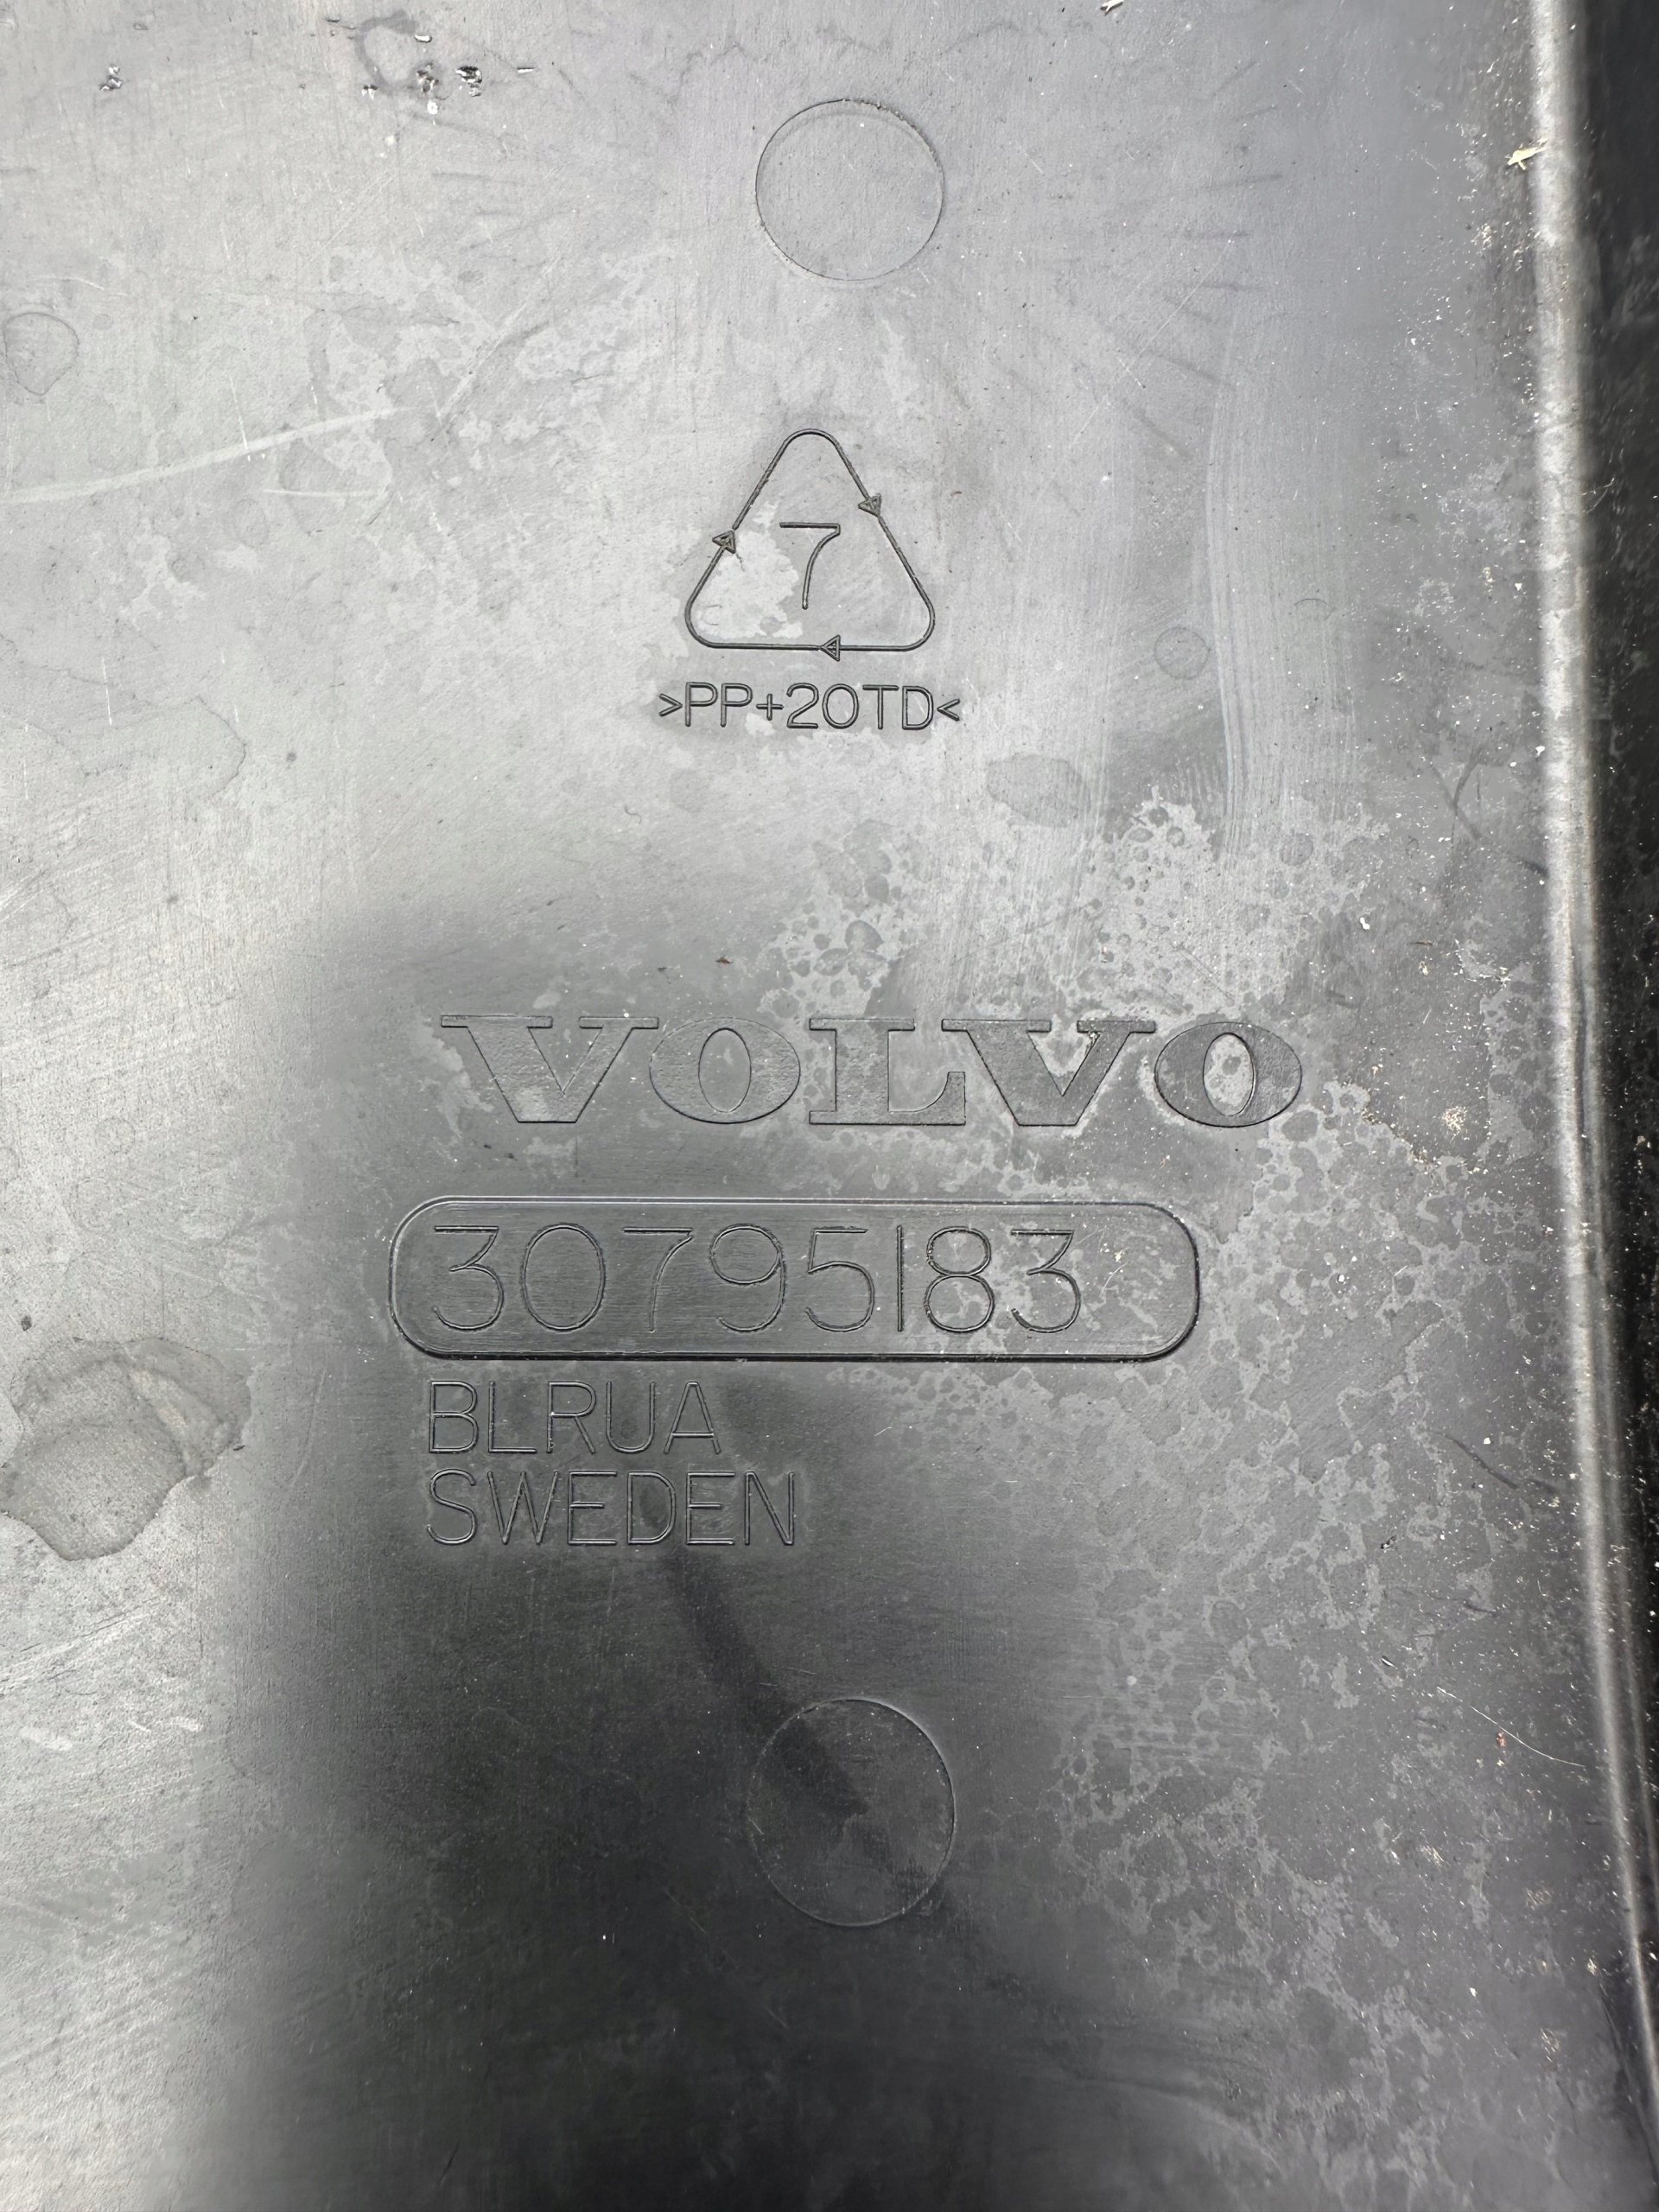 7
>PP+20TD<
VOLVO
30795183
BLRUA
SWEDEN